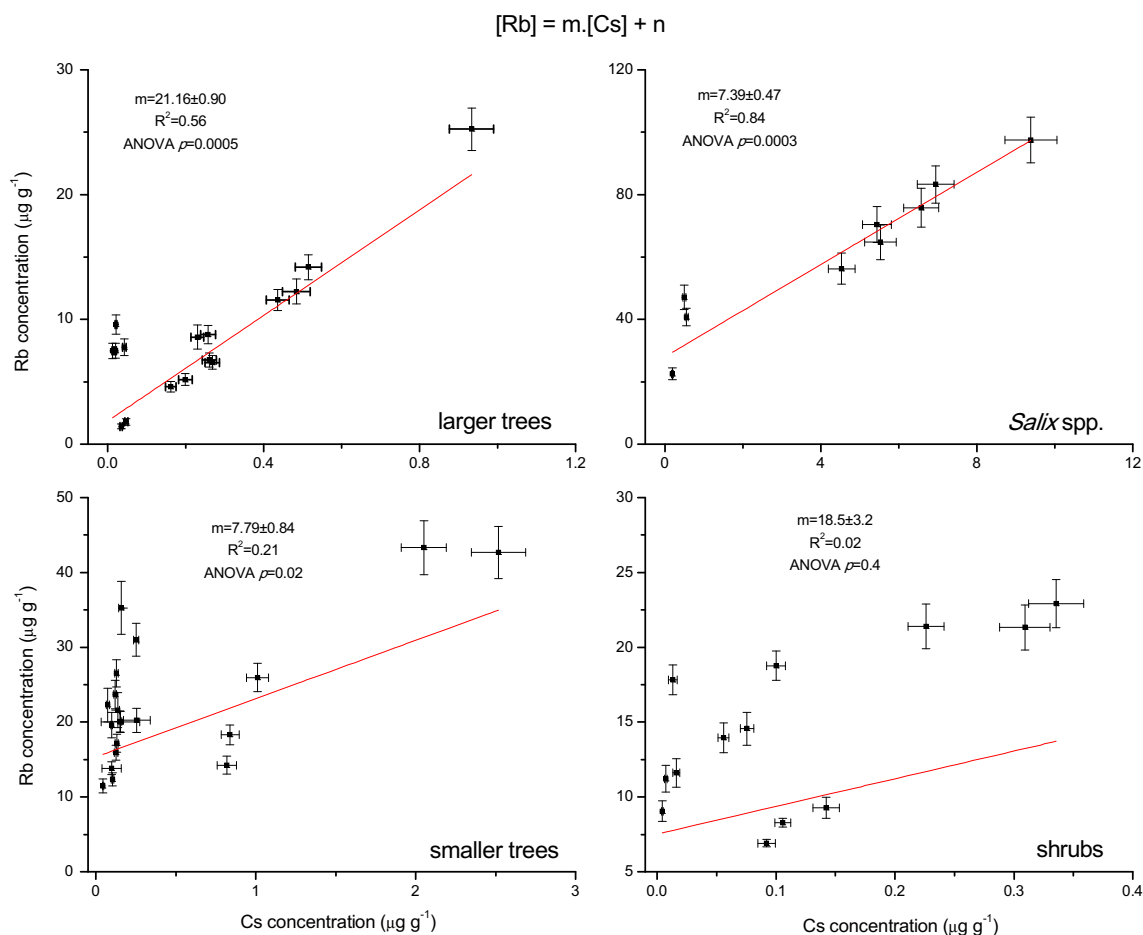 [Rb] = m.[Cs] + n
30
20
10
0
0.0
0.4
0.8
1.2
Rb concentration (µg g⁻¹)
m=21.16±0.90
R²=0.56
ANOVA p=0.0005
larger trees
120
80
40
0
0
4
8
12
m=7.39±0.47
R²=0.84
ANOVA p=0.0003
Salix spp.
50
40
30
20
10
0
0
1
2
3
Rb concentration (µg g⁻¹)
m=7.79±0.84
R²=0.21
ANOVA p=0.02
smaller trees
Cs concentration (µg g⁻¹)
30
25
20
15
10
5
0.0
0.1
0.2
0.3
0.4
m=18.5±3.2
R²=0.02
ANOVA p=0.4
shrubs
Cs concentration (µg g⁻¹)